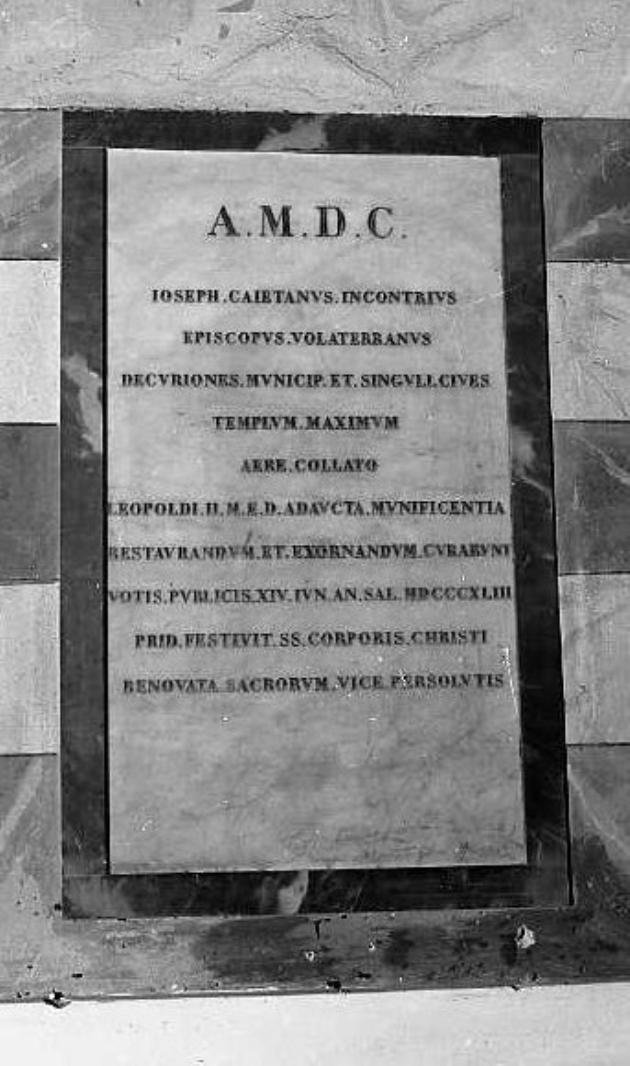 A.M.D.C.
IOSEPH.CAIETANVS.INCONTRIVS
EPISCOPVS.VOLATERRANVS
DECVRIONES.MVNICIP.ET.SINGVLI.CIVES
TEMPLVM.MAXIMVM
AERE.COLLATO
LEOPOLDI.II.M.E.D.ADAVCTA.MVNIFICENTIA
RESTAVRANDVM.ET.EXORNANDVM.CVRARVNT
VOTIS.PVBLICIS.XIV.IVN.AN.SAL.MDCCCXLIII
PRID.FESTIVIT.SS.CORPORIS.CHRISTI
RENOVATA.SACRORVM.VICE.PERSOLVTIS